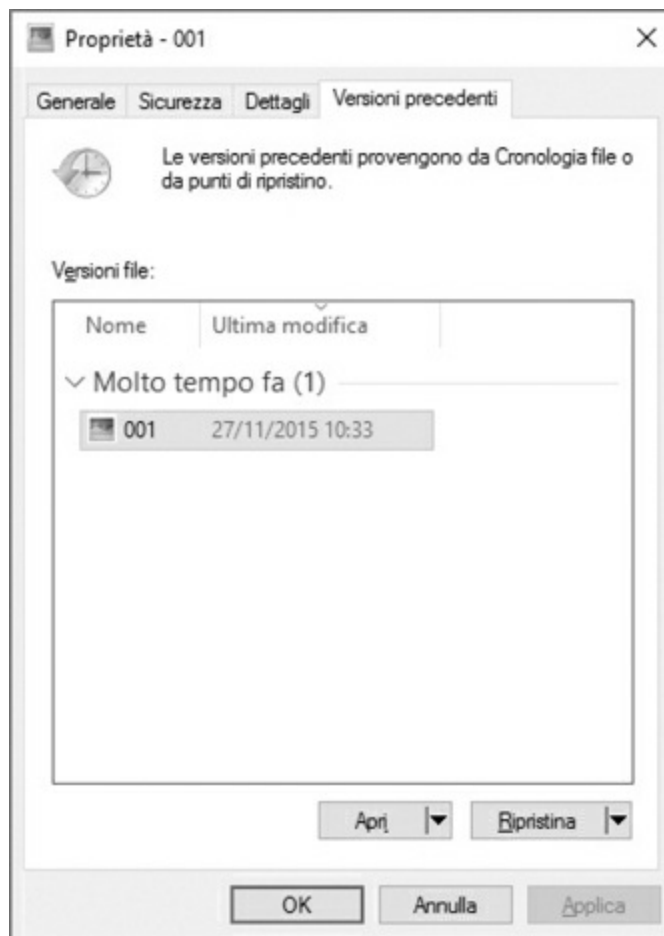 Proprietà - 001
Generale Sicurezza Dettagli Versioni precedenti
Le versioni precedenti provengono da Cronologia file o
da punti di ripristino.
Versioni file:
Nome Ultima modifica
Molto tempo fa (1)
001 27/11/2015 10:33
Apri Ripristina
OK Annulla Applica